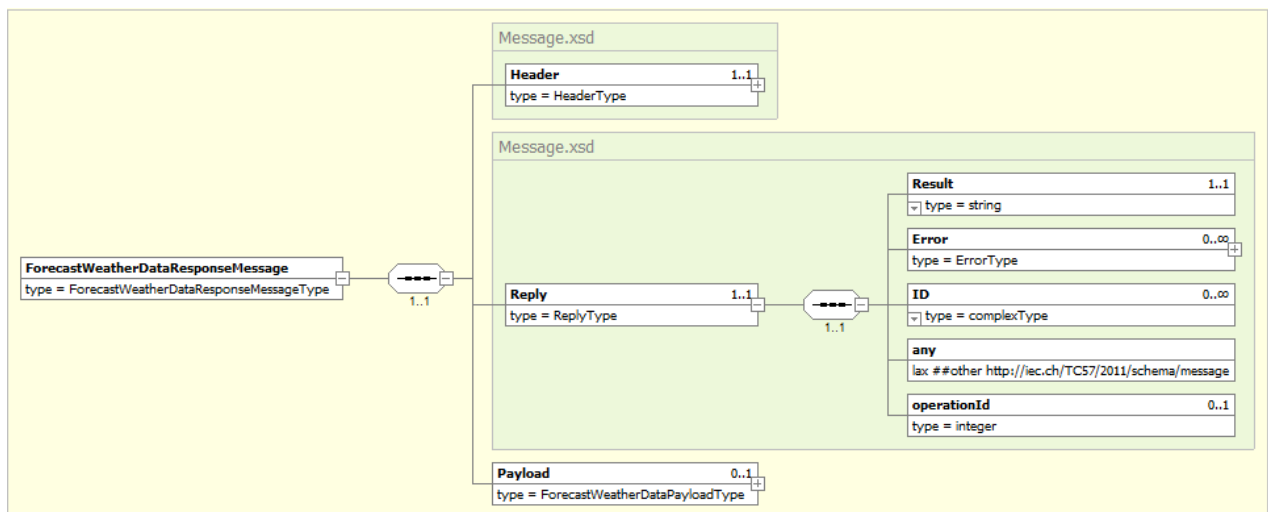 Message.xsd
Header 1..1
type = HeaderType
Message.xsd
Result 1..1
type = string
Error 0..∞
type = ErrorType
ForecastWeatherDataResponseMessage
type = ForecastWeatherDataResponseMessageType
1..1
Reply 1..1
type = ReplyType
1..1
ID 0..∞
type = complexType
any
lax ##other http://iec.ch/TC57/2011/schema/message
operationId 0..1
type = integer
Payload 0..1
type = ForecastWeatherDataPayloadType